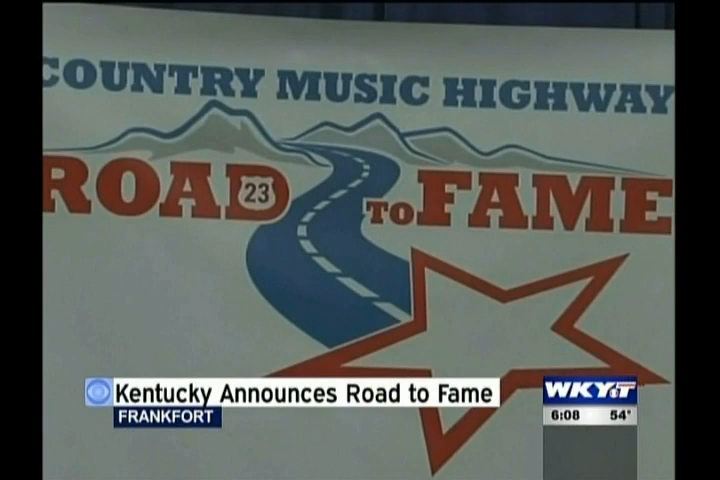 COUNTRY MUSIC HIGHWAY
ROAD 23 TO FAME
Kentucky Announces Road to Fame
FRANKFORT
WKYT
6:08 54°